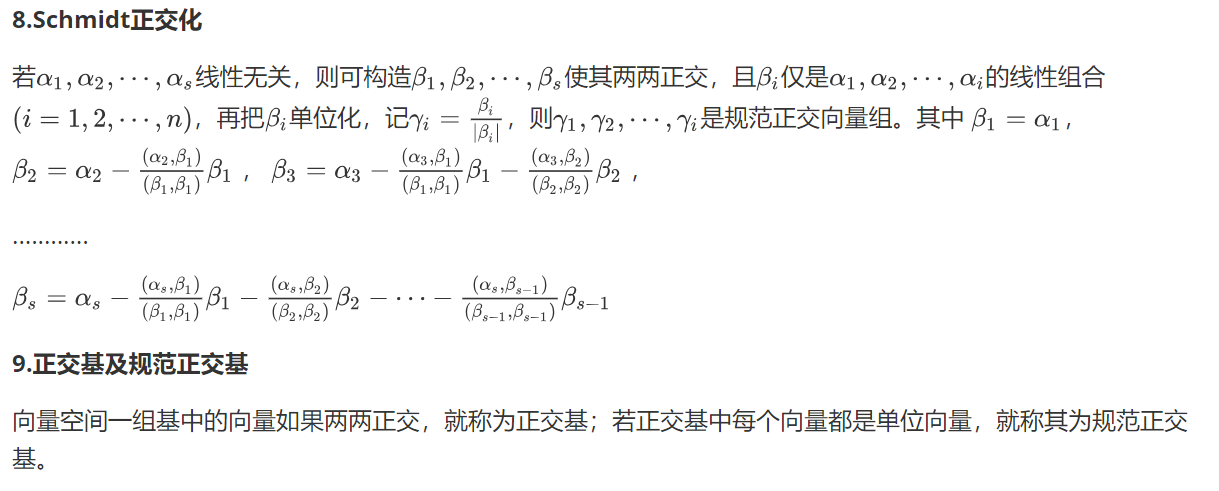 8.Schmidt正交化
若α₁,α₂,⋯,αₛ线性无关，则可构造β₁,β₂,⋯,βₛ使其两两正交，且βᵢ仅是α₁,α₂,⋯,αᵢ的线性组合
(i=1,2,⋯,n)，再把βᵢ单位化，记γᵢ=βᵢ/|βᵢ|，则γ₁,γ₂,⋯,γᵢ是规范正交向量组。其中 β₁=α₁，
β₂=α₂−(α₂,β₁)/(β₁,β₁)β₁， β₃=α₃−(α₃,β₁)/(β₁,β₁)β₁−(α₃,β₂)/(β₂,β₂)β₂，
............
βₛ=αₛ−(αₛ,β₁)/(β₁,β₁)β₁−(αₛ,β₂)/(β₂,β₂)β₂−⋯−(αₛ,βₛ₋₁)/(βₛ₋₁,βₛ₋₁)βₛ₋₁
9.正交基及规范正交基
向量空间一组基中的向量如果两两正交，就称为正交基；若正交基中每个向量都是单位向量，就称其为规范正交
基。